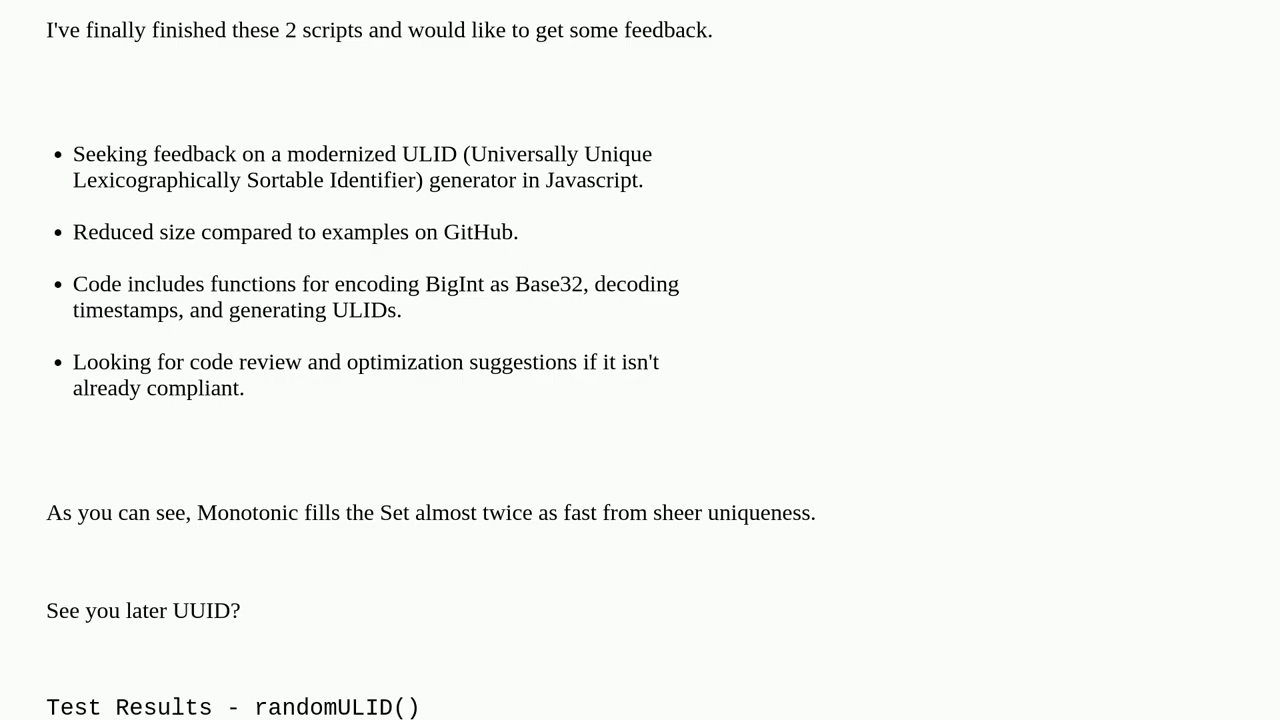 I've finally finished these 2 scripts and would like to get some feedback.
• Seeking feedback on a modernized ULID (Universally Unique
Lexicographically Sortable Identifier) generator in Javascript.
• Reduced size compared to examples on GitHub.
• Code includes functions for encoding BigInt as Base32, decoding
timestamps, and generating ULIDs.
• Looking for code review and optimization suggestions if it isn't
already compliant.
As you can see, Monotonic fills the Set almost twice as fast from sheer uniqueness.
See you later UUID?
Test Results - randomULID()